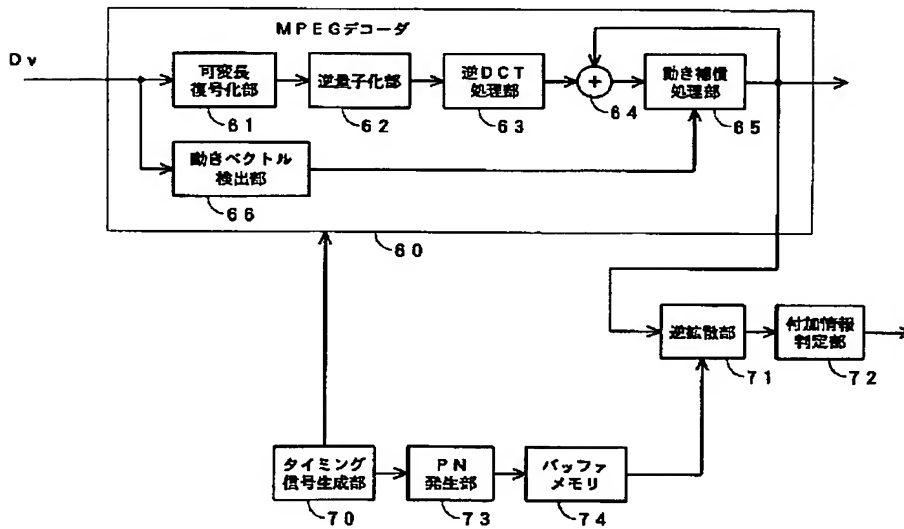 MPEGデコーダ
Dv
可変長
復号化部
61
逆量子化部
62
逆DCT
処理部
63
+
64
動き補償
処理部
65
動きベクトル
検出部
66
60
逆拡散部
71
付加情報
判定部
72
タイミング
信号生成部
70
PN
発生部
73
バッファ
メモリ
74